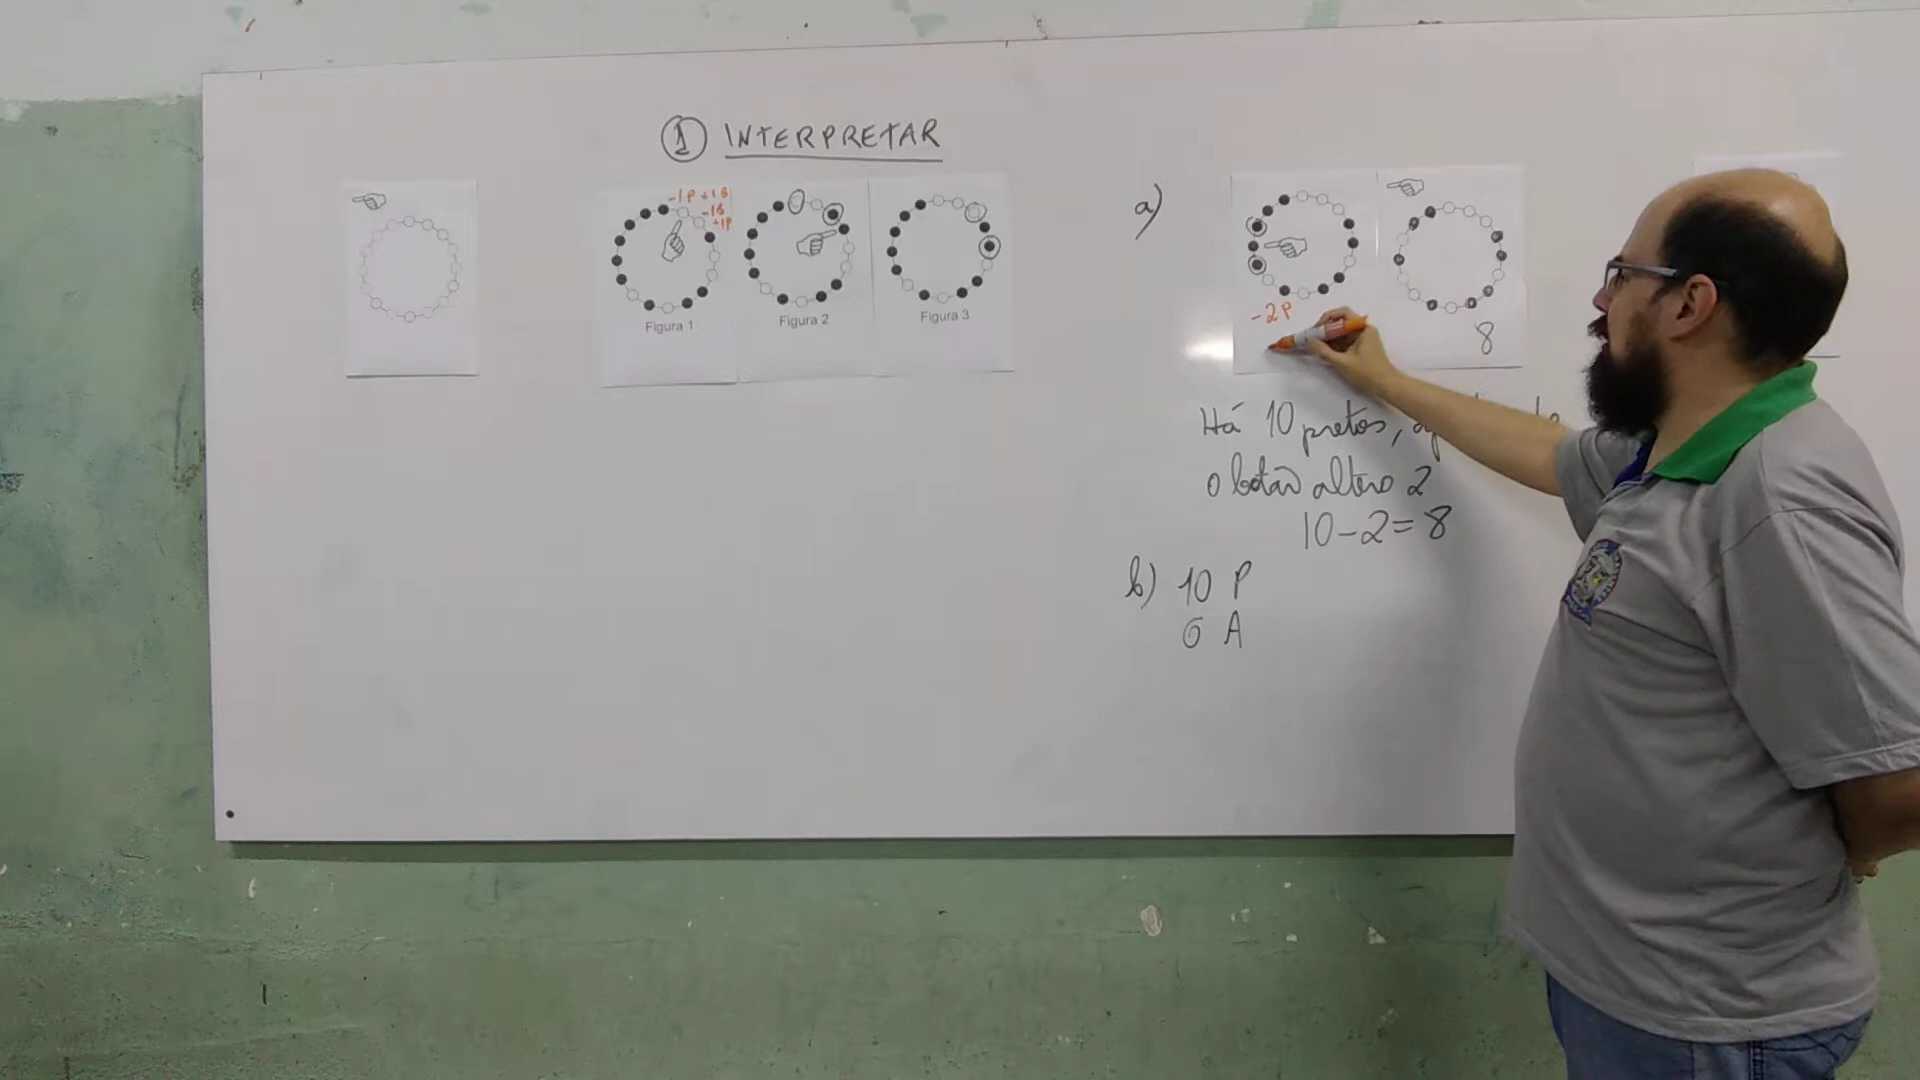 1 INTERPRETAR
-1P +1B
-1B
+1P
Figura 1
Figura 2
Figura 3
a)
-2P
8
Há 10 pretos,
o botão altero 2
10-2=8
b) 10 P
6 A